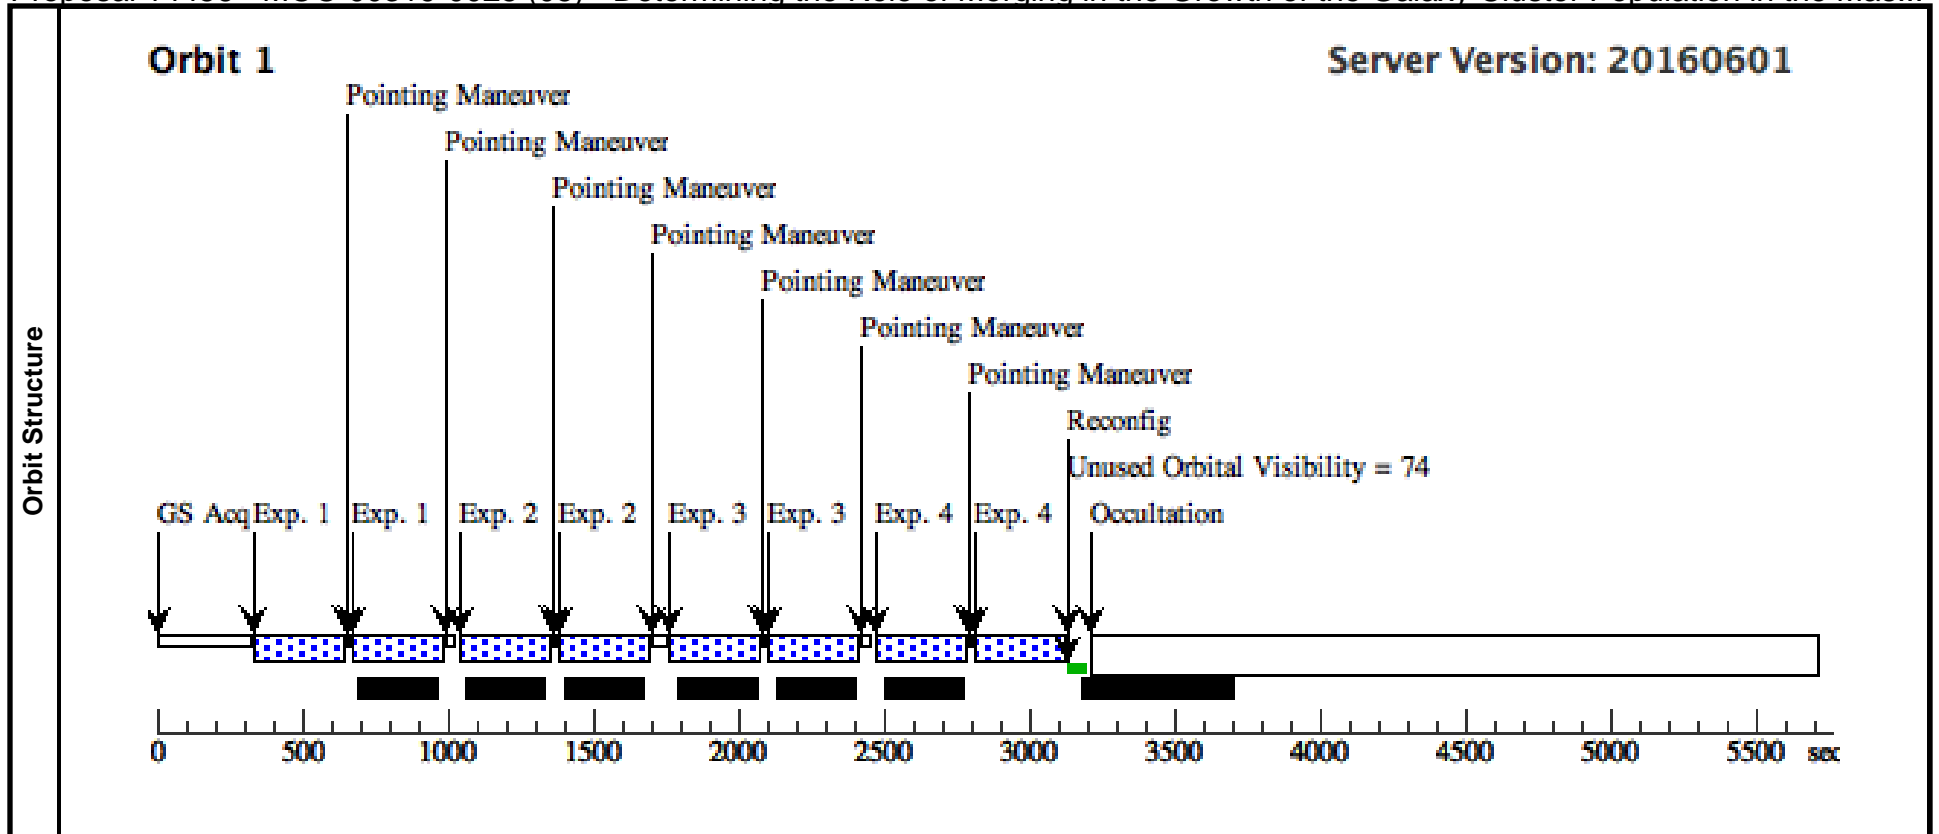 Orbit 1
Server Version: 20160601
Pointing Maneuver
Pointing Maneuver
Pointing Maneuver
Pointing Maneuver
Pointing Maneuver
Pointing Maneuver
Pointing Maneuver
Reconfig
Unused Orbital Visibility = 74
GS Acq Exp. 1 Exp. 1 Exp. 2 Exp. 2 Exp. 3 Exp. 3 Exp. 4 Exp. 4 Occultation
Orbit Structure
0 500 1000 1500 2000 2500 3000 3500 4000 4500 5000 5500 sec